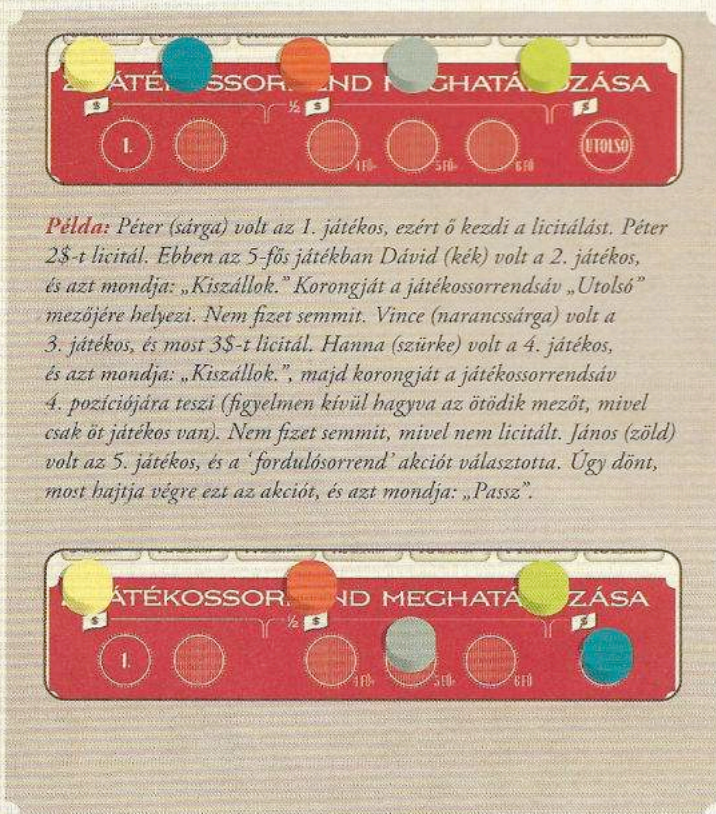 JÁTÉKOSSORREND MEGHATÁROZÁSA
$ ½ $ $
1. 4 FŐ- 5 FŐ- 6 FŐ UTOLSÓ
Példa: Péter (sárga) volt az 1. játékos, ezért ő kezdi a licitálást. Péter
2$-t licitál. Ebben az 5-fős játékban Dávid (kék) volt a 2. játékos,
és azt mondja: „Kiszállok.” Korongját a játékossorrendsáv „Utolsó”
mezőjére helyezi. Nem fizet semmit. Vince (narancssárga) volt a
3. játékos, és most 3$-t licitál. Hanna (szürke) volt a 4. játékos,
és azt mondja: „Kiszállok.”, majd korongját a játékossorrendsáv
4. pozíciójára teszi (figyelmen kívül hagyva az ötödik mezőt, mivel
csak öt játékos van). Nem fizet semmit, mivel nem licitált. János (zöld)
volt az 5. játékos, és a ‘fordulósorrend’ akciót választotta. Úgy dönt,
most hajtja végre ezt az akciót, és azt mondja: „Passz”.
JÁTÉKOSSORREND MEGHATÁROZÁSA
$ ½ $ $
1. 4 FŐ- 5 FŐ- 6 FŐ